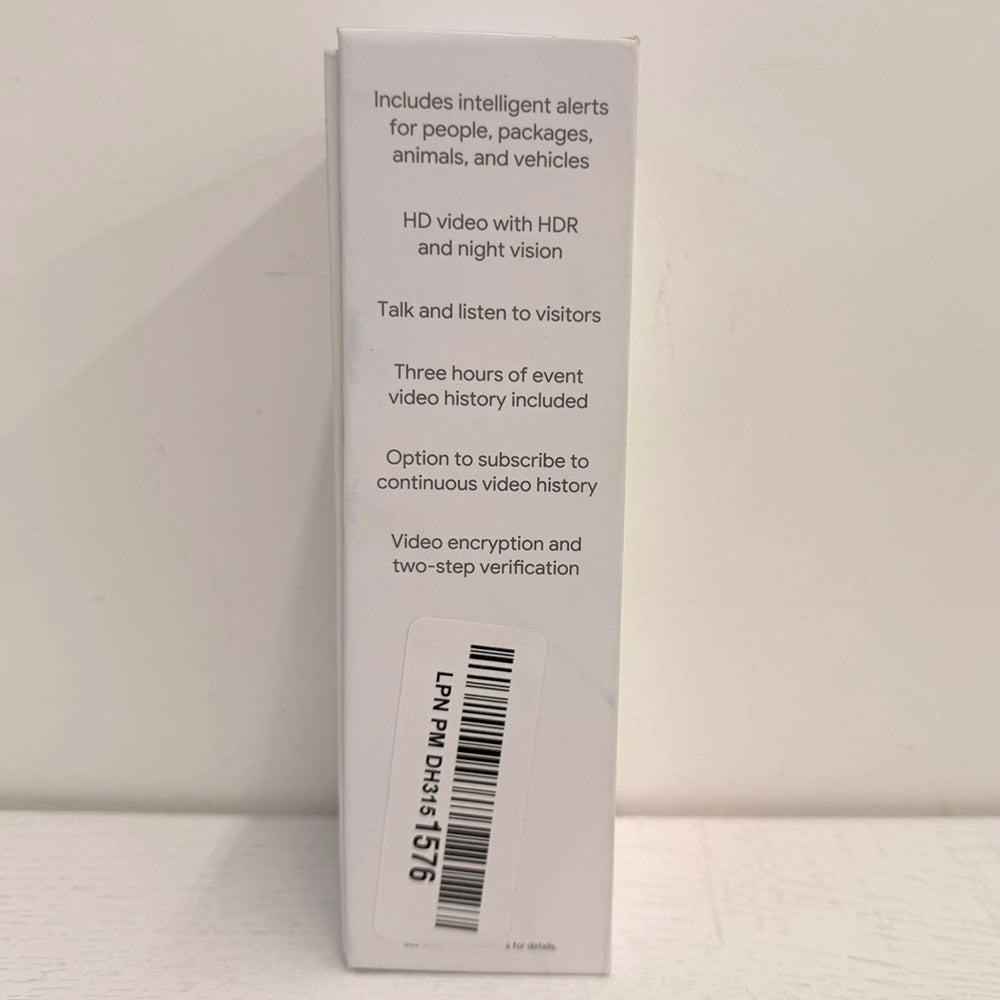 Includes intelligent alerts
for people, packages,
animals, and vehicles
HD video with HDR
and night vision
Talk and listen to visitors
Three hours of event
video history included
Option to subscribe to
continuous video history
Video encryption and
two-step verification
LPN PM DH3151576
for details.